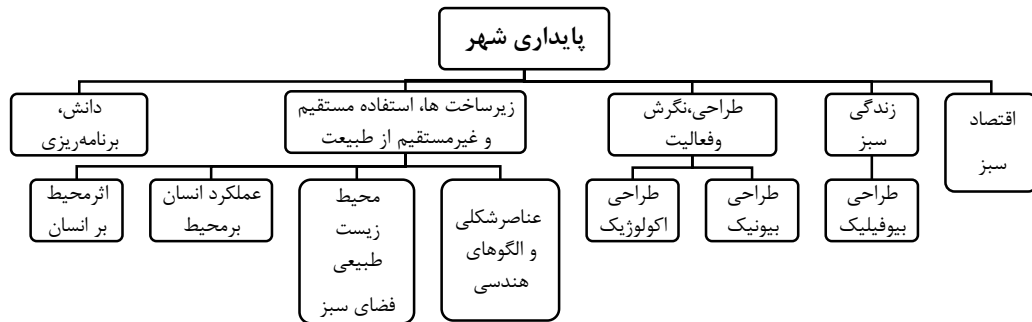 پایداری شهر
اقتصاد
سبز
زندگی
سبز
طراحی،نگرش
وفعالیت
زیرساخت ها، استفاده مستقیم
و غیرمستقیم از طبیعت
دانش،
برنامه‌ریزی
طراحی
بیوفیلیک
طراحی
بیونیک
طراحی
اکولوژیک
عناصرشکلی
و الگوهای
هندسی
محیط
زیست
طبیعی
فضای سبز
عملکرد انسان
برمحیط
اثرمحیط
بر انسان